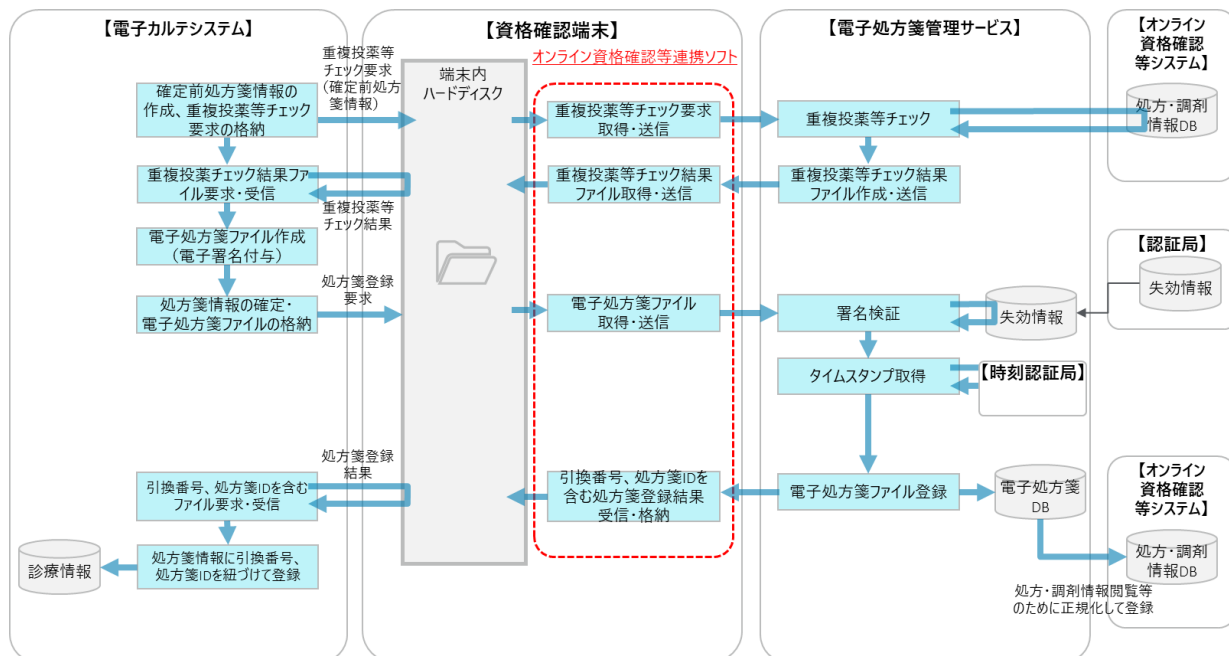 【電子カルテシステム】
確定前処方箋情報の
作成、重複投薬等チェック
要求の格納
重複投薬等
チェック要求
（確定前処方
箋情報）
重複投薬等チェック結果ファ
イル要求・受信
重複投薬等
チェック結果
電子処方箋ファイル作成
（電子署名付与）
処方箋登録
要求
処方箋情報の確定・
電子処方箋ファイルの格納
処方箋登録
結果
引換番号、処方箋IDを含む
ファイル要求・受信
処方箋情報に引換番号、
処方箋IDを紐づけて登録
診療情報
【資格確認端末】
オンライン資格確認等連携ソフト
端末内
ハードディスク
重複投薬等チェック要求
取得・送信
重複投薬等チェック結果
ファイル取得・送信
電子処方箋ファイル
取得・送信
引換番号、処方箋IDを
含む処方箋登録結果
受信・格納
【電子処方箋管理サービス】
重複投薬等チェック
重複投薬等チェック結果
ファイル作成・送信
署名検証
失効情報
タイムスタンプ取得
【時刻認証局】
電子処方箋ファイル登録
電子処方箋
DB
処方・調剤情報閲覧等
のために正規化して登録
【オンライン
資格確認
等システム】
処方・調剤
情報DB
【認証局】
失効情報
【オンライン
資格確認
等システム】
処方・調剤
情報DB